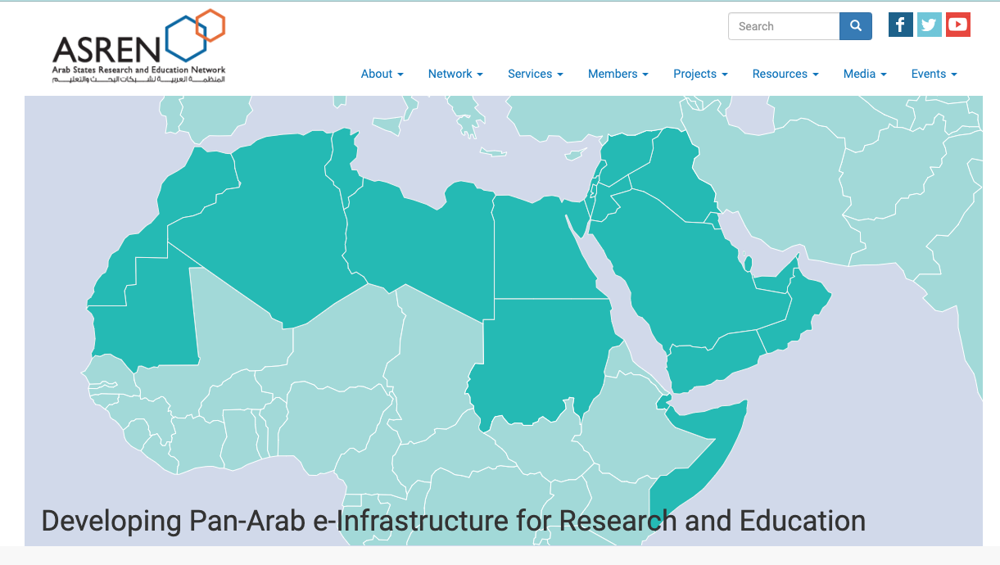 ASREN
Arab States Research and Education Network
المنظمة العربية لشبكات البحث والتعليم
Search
About
Network
Services
Members
Projects
Resources
Media
Events
Developing Pan-Arab e-Infrastructure for Research and Education